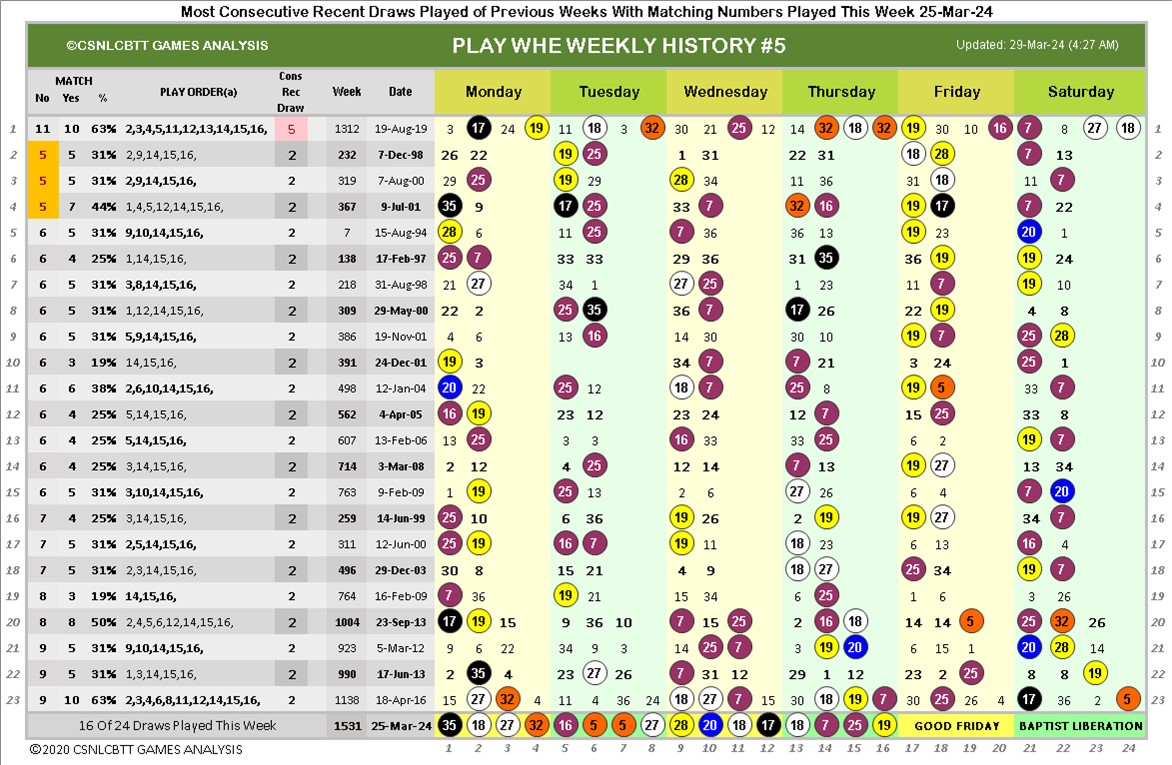 Most Consecutive Recent Draws Played of Previous Weeks With Matching Numbers Played This Week 25-Mar-24
©CSNLCBTT GAMES ANALYSIS PLAY WHE WEEKLY HISTORY #5 Updated: 29-Mar-24 (4:27 AM)
MATCH
No Yes % PLAY ORDER(a) Cons Rec Draw Week Date Monday Tuesday Wednesday Thursday Friday Saturday
1 11 10 63% 2,3,4,5,11,12,13,14,15,16, 5 1312 19-Aug-19 3 17 24 19 11 18 3 32 30 21 25 12 14 32 18 32 19 30 10 16 7 8 27 18 1
2 5 5 31% 2,9,14,15,16, 2 232 7-Dec-98 26 22 19 25 1 31 22 31 18 28 7 13 2
3 5 5 31% 2,9,14,15,16, 2 319 7-Aug-00 29 25 19 29 28 34 11 36 31 18 11 7 3
4 5 7 44% 1,4,5,12,14,15,16, 2 367 9-Jul-01 35 9 17 25 33 7 32 16 19 17 7 22 4
5 6 5 31% 9,10,14,15,16, 2 7 15-Aug-94 28 6 11 25 7 36 36 13 19 23 20 1 5
6 6 4 25% 1,14,15,16, 2 138 17-Feb-97 25 7 33 33 29 36 31 35 36 19 19 24 6
7 6 5 31% 3,8,14,15,16, 2 218 31-Aug-98 21 27 34 1 27 25 1 23 11 7 19 10 7
8 6 5 31% 1,12,14,15,16, 2 309 29-May-00 22 2 25 35 36 7 17 26 22 19 4 8 8
9 6 5 31% 5,9,14,15,16, 2 386 19-Nov-01 4 6 13 16 14 30 30 10 19 7 25 28 9
10 6 3 19% 14,15,16, 2 391 24-Dec-01 19 3 34 7 7 21 3 24 25 1 10
11 6 6 38% 2,6,10,14,15,16, 2 498 12-Jan-04 20 22 25 12 18 7 25 8 19 5 33 7 11
12 6 4 25% 5,14,15,16, 2 562 4-Apr-05 16 19 23 12 23 24 12 7 15 25 33 8 12
13 6 4 25% 5,14,15,16, 2 607 13-Feb-06 13 25 3 3 16 33 33 25 6 2 19 7 13
14 6 4 25% 3,14,15,16, 2 714 3-Mar-08 2 12 4 25 12 14 7 13 19 27 13 34 14
15 6 5 31% 3,10,14,15,16, 2 763 9-Feb-09 1 19 25 13 2 6 27 26 6 4 7 20 15
16 7 4 25% 3,14,15,16, 2 259 14-Jun-99 25 10 6 36 19 26 2 19 19 27 34 7 16
17 7 5 31% 2,5,14,15,16, 2 311 12-Jun-00 25 19 16 7 19 11 18 23 6 13 16 4 17
18 7 5 31% 2,3,14,15,16, 2 496 29-Dec-03 30 8 15 21 4 9 18 27 25 34 19 7 18
19 8 3 19% 14,15,16, 2 764 16-Feb-09 7 36 19 21 15 34 6 25 1 6 3 26 19
20 8 8 50% 2,4,5,6,12,14,15,16, 2 1004 23-Sep-13 17 19 15 9 36 10 7 15 25 2 16 18 14 14 5 25 32 26 20
21 9 5 31% 9,10,14,15,16, 2 923 5-Mar-12 9 6 22 34 9 3 14 25 7 3 19 20 6 15 1 20 28 14 21
22 9 5 31% 1,3,14,15,16, 2 990 17-Jun-13 2 35 4 23 27 26 7 31 12 29 1 12 23 2 25 8 8 19 22
23 9 10 63% 2,3,4,6,8,11,12,14,15,16, 2 1138 18-Apr-16 15 27 32 4 11 4 36 24 18 27 7 15 30 18 19 7 30 25 26 4 17 36 2 5 23
16 Of 24 Draws Played This Week 1531 25-Mar-24 35 18 27 32 16 5 5 27 28 20 18 17 18 7 25 19 GOOD FRIDAY BAPTIST LIBERATION
©2020 CSNLCBTT GAMES ANALYSIS 1 2 3 4 5 6 7 8 9 10 11 12 13 14 15 16 17 18 19 20 21 22 23 24